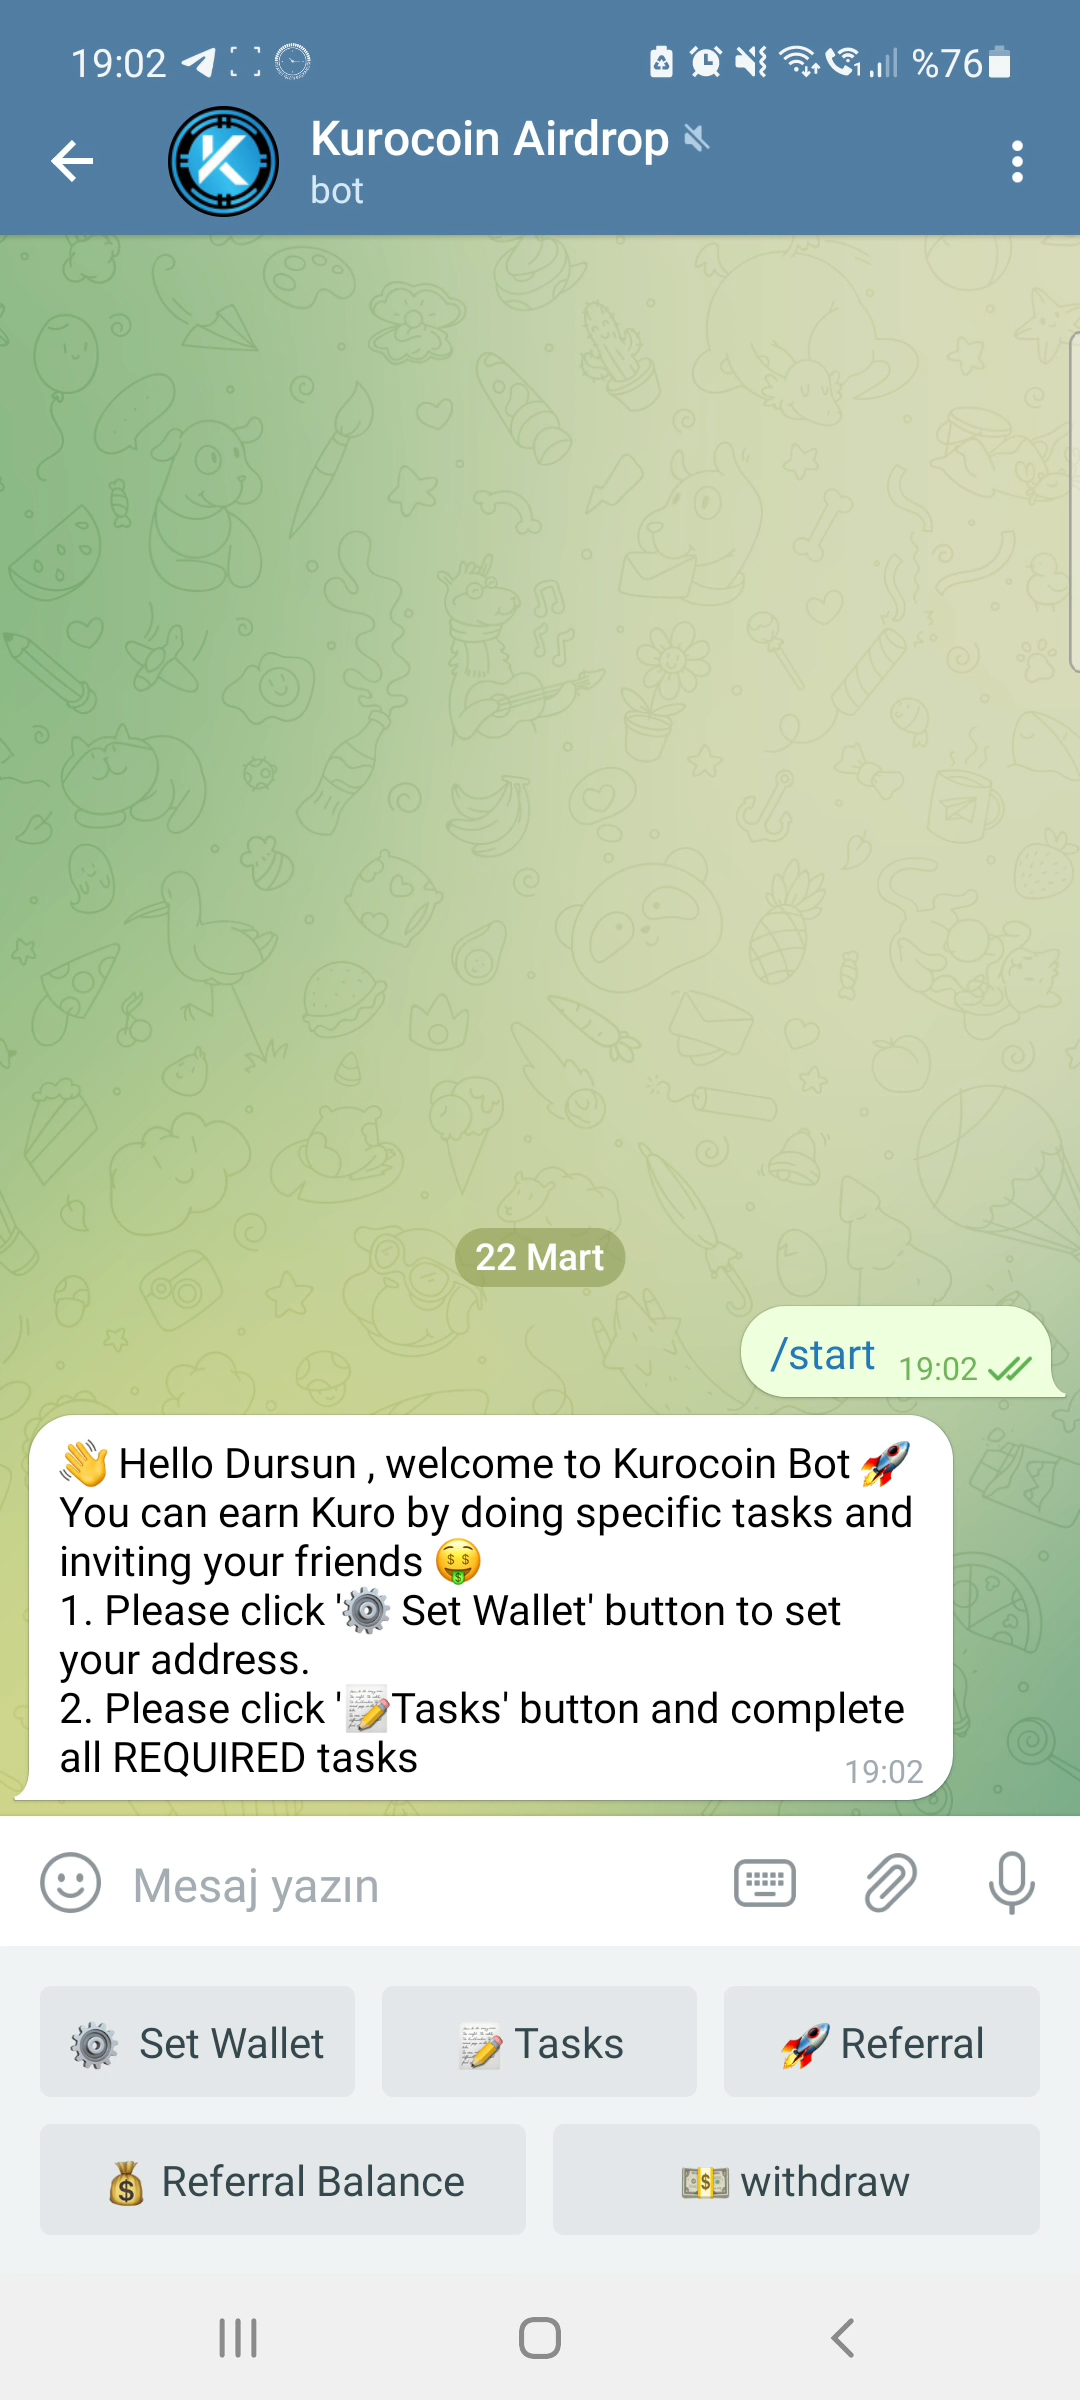 19:02 %76
Kurocoin Airdrop
bot
22 Mart
/start 19:02
👋 Hello Dursun , welcome to Kurocoin Bot 🚀
You can earn Kuro by doing specific tasks and
inviting your friends 🤑
1. Please click '⚙️ Set Wallet' button to set
your address.
2. Please click '📝Tasks' button and complete
all REQUIRED tasks
19:02
Mesaj yazın
⚙️ Set Wallet
📝 Tasks
🚀 Referral
💰 Referral Balance
💵 withdraw